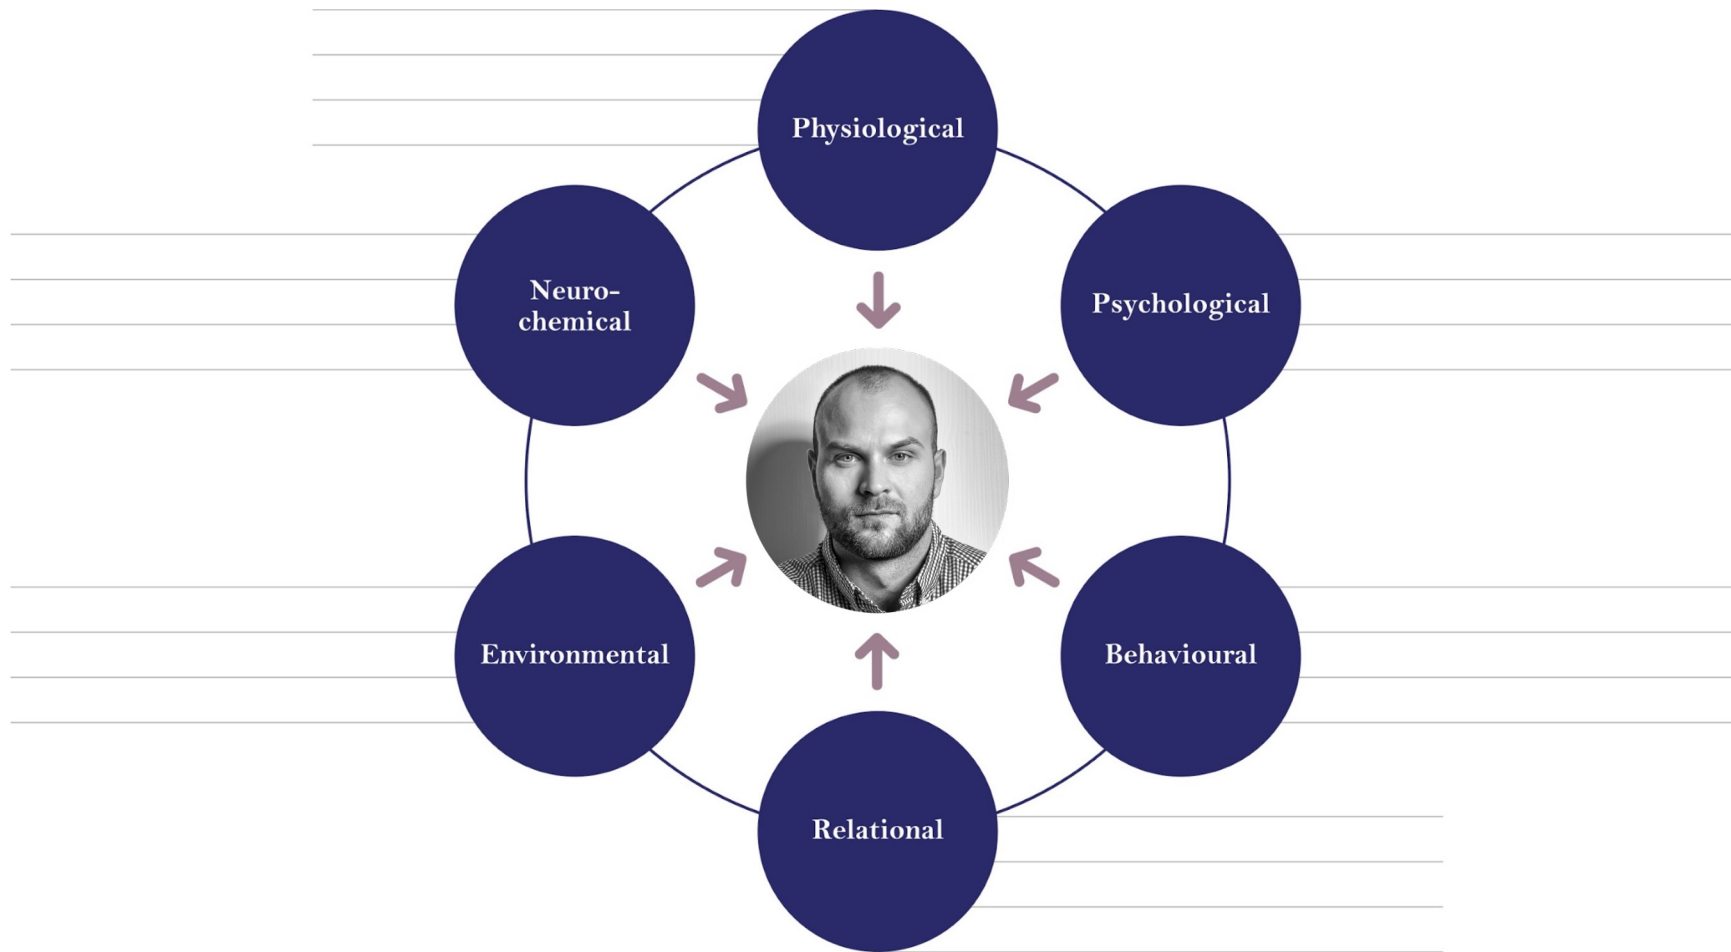 Physiological
Neuro-
chemical
Psychological
Environmental
Behavioural
Relational